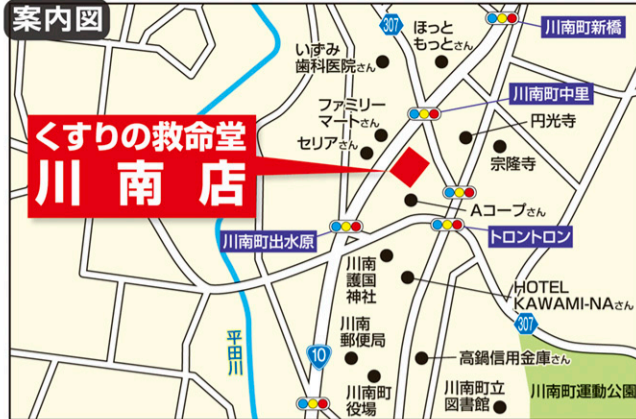 案内図
307
ほっと
もっとさん
川南町新橋
いずみ
歯科医院さん
川南町中里
ファミリー
マートさん
円光寺
くすりの救命堂
川南店
セリアさん
宗隆寺
Aコープさん
川南町出水原
トロントロン
川南
護国
神社
HOTEL
KAWAMI-NAさん
307
平田川
10
川南
郵便局
高鍋信用金庫さん
川南町
役場
川南町立
図書館
川南町運動公園